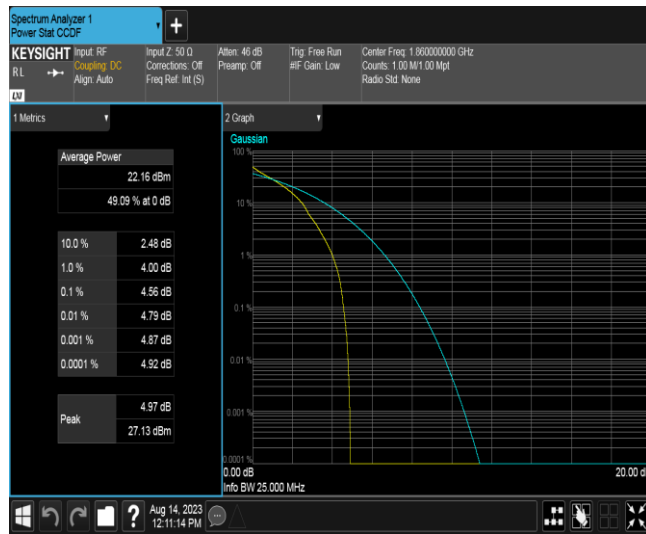 Spectrum Analyzer 1
Power Stat CCDF
+
KEYSIGHT
RL
LXI
Input: RF
Coupling: DC
Align: Auto
Input Z: 50 Ω
Corrections: Off
Freq Ref: Int (S)
Atten: 46 dB
Preamp: Off
Trig: Free Run
#IF Gain: Low
Center Freq: 1.860000000 GHz
Counts: 1.00 M/1.00 Mpt
Radio Std: None
1 Metrics
Average Power
22.16 dBm
49.09 % at 0 dB
10.0 % 2.48 dB
1.0 % 4.00 dB
0.1 % 4.56 dB
0.01 % 4.79 dB
0.001 % 4.87 dB
0.0001 % 4.92 dB
Peak
4.97 dB
27.13 dBm
2 Graph
Gaussian
100 %
10 %
1 %
0.1 %
0.01 %
0.001 %
0.0001 %
0.00 dB
20.00 d
Info BW 25.000 MHz
?
Aug 14, 2023
12:11:14 PM